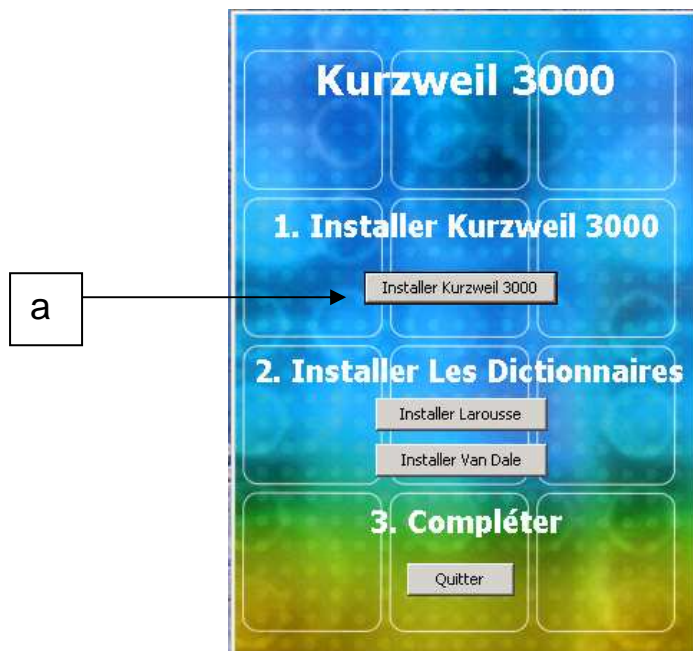 Kurzweil 3000
1. Installer Kurzweil 3000
a
Installer Kurzweil 3000
2. Installer Les Dictionnaires
Installer Larousse
Installer Van Dale
3. Compléter
Quitter